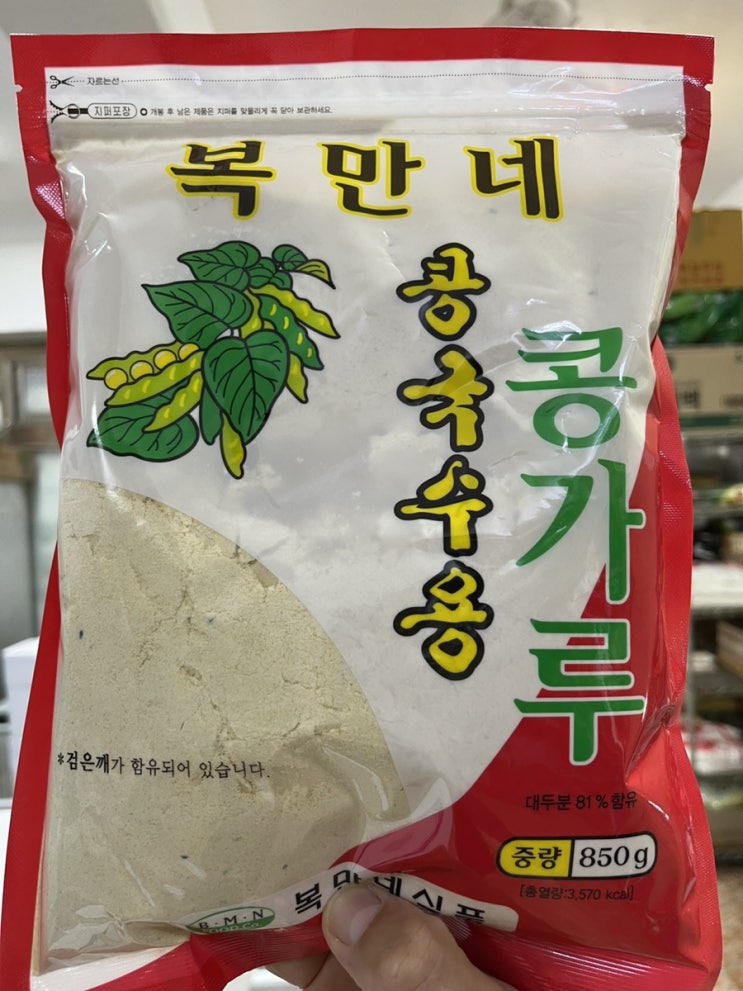 자르는선
지퍼포장 개봉 후 남은 제품은 지퍼를 맞물리게 꼭 닫아 보관하세요.
복만네
콩국수용
콩가루
*검은깨가 함유되어 있습니다.
대두분 81%함유
중량 850g
[총열량:3,570 kcal]
B·M·N
FOOD CO.
복만네식품